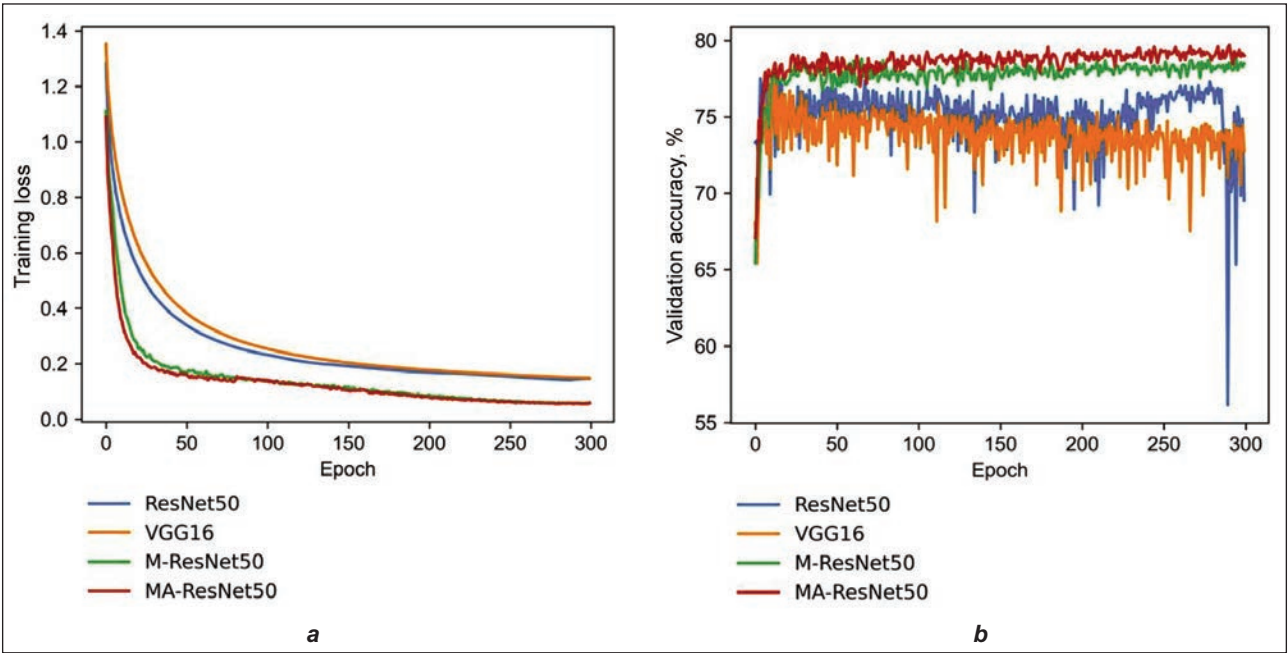 Training loss
1.4
1.2
1.0
0.8
0.6
0.4
0.2
0.0
0 50 100 150 200 250 300
Epoch
ResNet50
VGG16
M-ResNet50
MA-ResNet50
a
Validation accuracy, %
80
75
70
65
60
55
0 50 100 150 200 250 300
Epoch
ResNet50
VGG16
M-ResNet50
MA-ResNet50
b